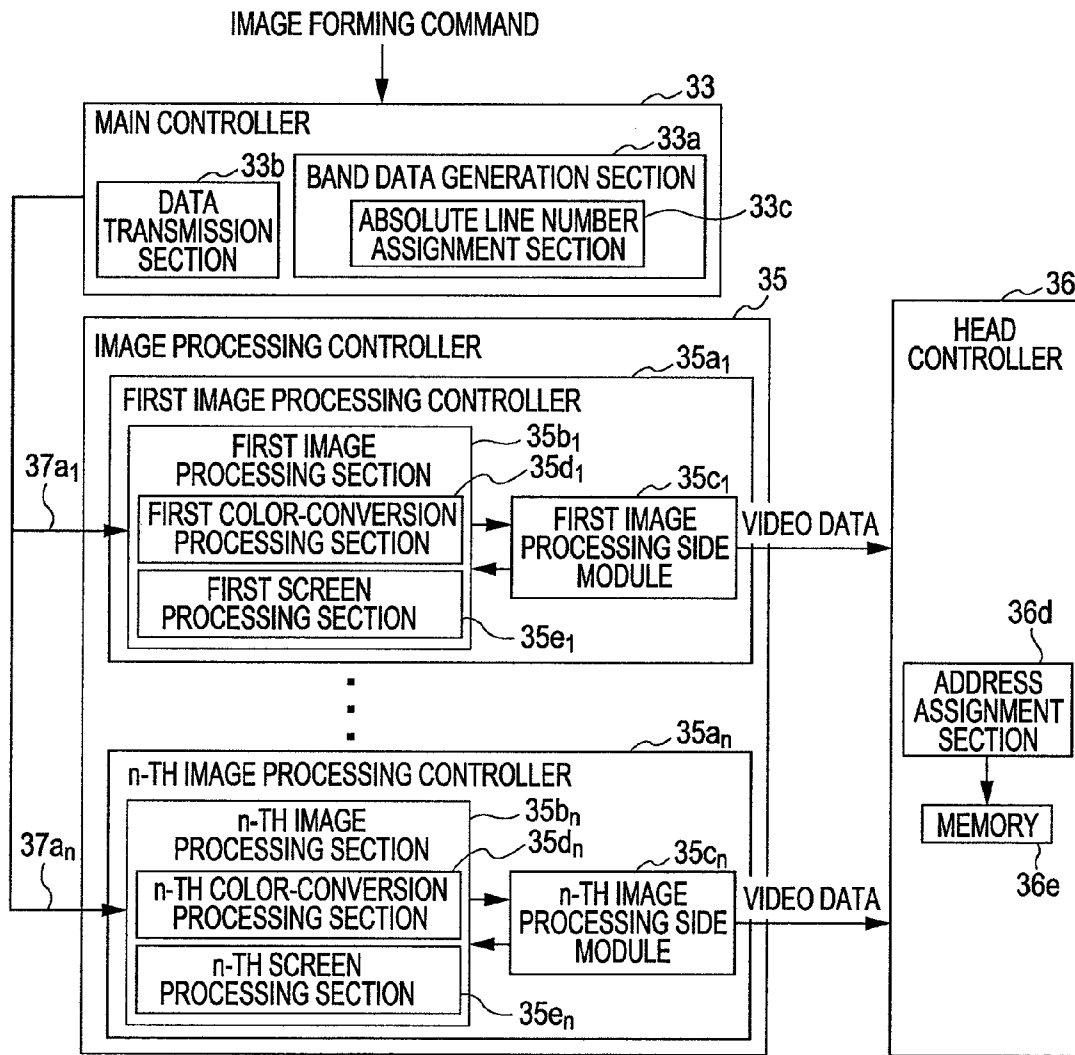 IMAGE FORMING COMMAND
33
MAIN CONTROLLER
33a
33b
BAND DATA GENERATION SECTION
DATA
TRANSMISSION
SECTION
ABSOLUTE LINE NUMBER
ASSIGNMENT SECTION
33c
35
36
IMAGE PROCESSING CONTROLLER
HEAD
CONTROLLER
35a1
FIRST IMAGE PROCESSING CONTROLLER
35b1
FIRST IMAGE
PROCESSING SECTION
37a1
35d1
35c1
FIRST COLOR-CONVERSION
PROCESSING SECTION
FIRST IMAGE
PROCESSING SIDE
MODULE
VIDEO DATA
FIRST SCREEN
PROCESSING SECTION
35e1
36d
ADDRESS
ASSIGNMENT
SECTION
35an
n-TH IMAGE PROCESSING CONTROLLER
35bn
n-TH IMAGE
PROCESSING SECTION
MEMORY
36e
37an
35dn
35cn
n-TH COLOR-CONVERSION
PROCESSING SECTION
n-TH IMAGE
PROCESSING SIDE
MODULE
VIDEO DATA
n-TH SCREEN
PROCESSING SECTION
35en